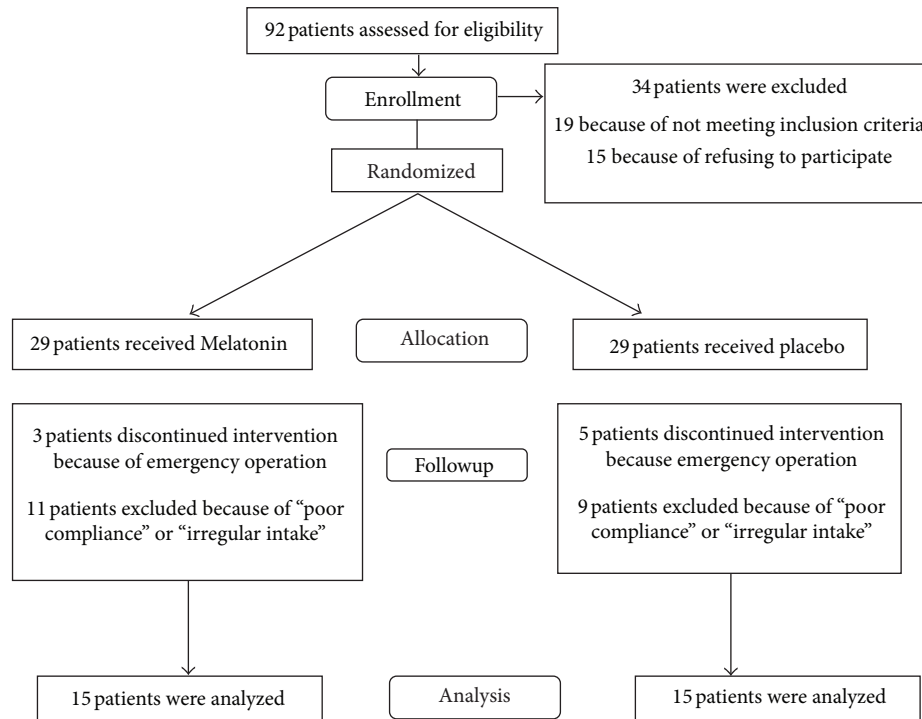 92 patients assessed for eligibility
Enrollment
34 patients were excluded
19 because of not meeting inclusion criteria
15 because of refusing to participate
Randomized
29 patients received Melatonin
Allocation
29 patients received placebo
3 patients discontinued intervention
because of emergency operation
11 patients excluded because of “poor
compliance” or “irregular intake”
Followup
5 patients discontinued intervention
because emergency operation
9 patients excluded because of “poor
compliance” or “irregular intake”
15 patients were analyzed
Analysis
15 patients were analyzed